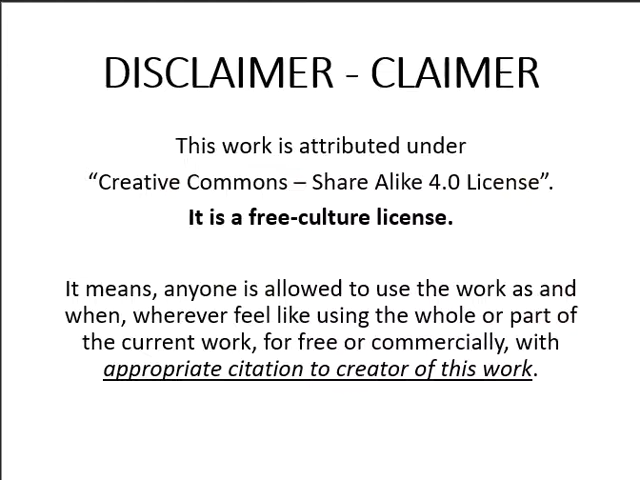 DISCLAIMER - CLAIMER
This work is attributed under
“Creative Commons – Share Alike 4.0 License”.
It is a free-culture license.
It means, anyone is allowed to use the work as and
when, wherever feel like using the whole or part of
the current work, for free or commercially, with
appropriate citation to creator of this work.